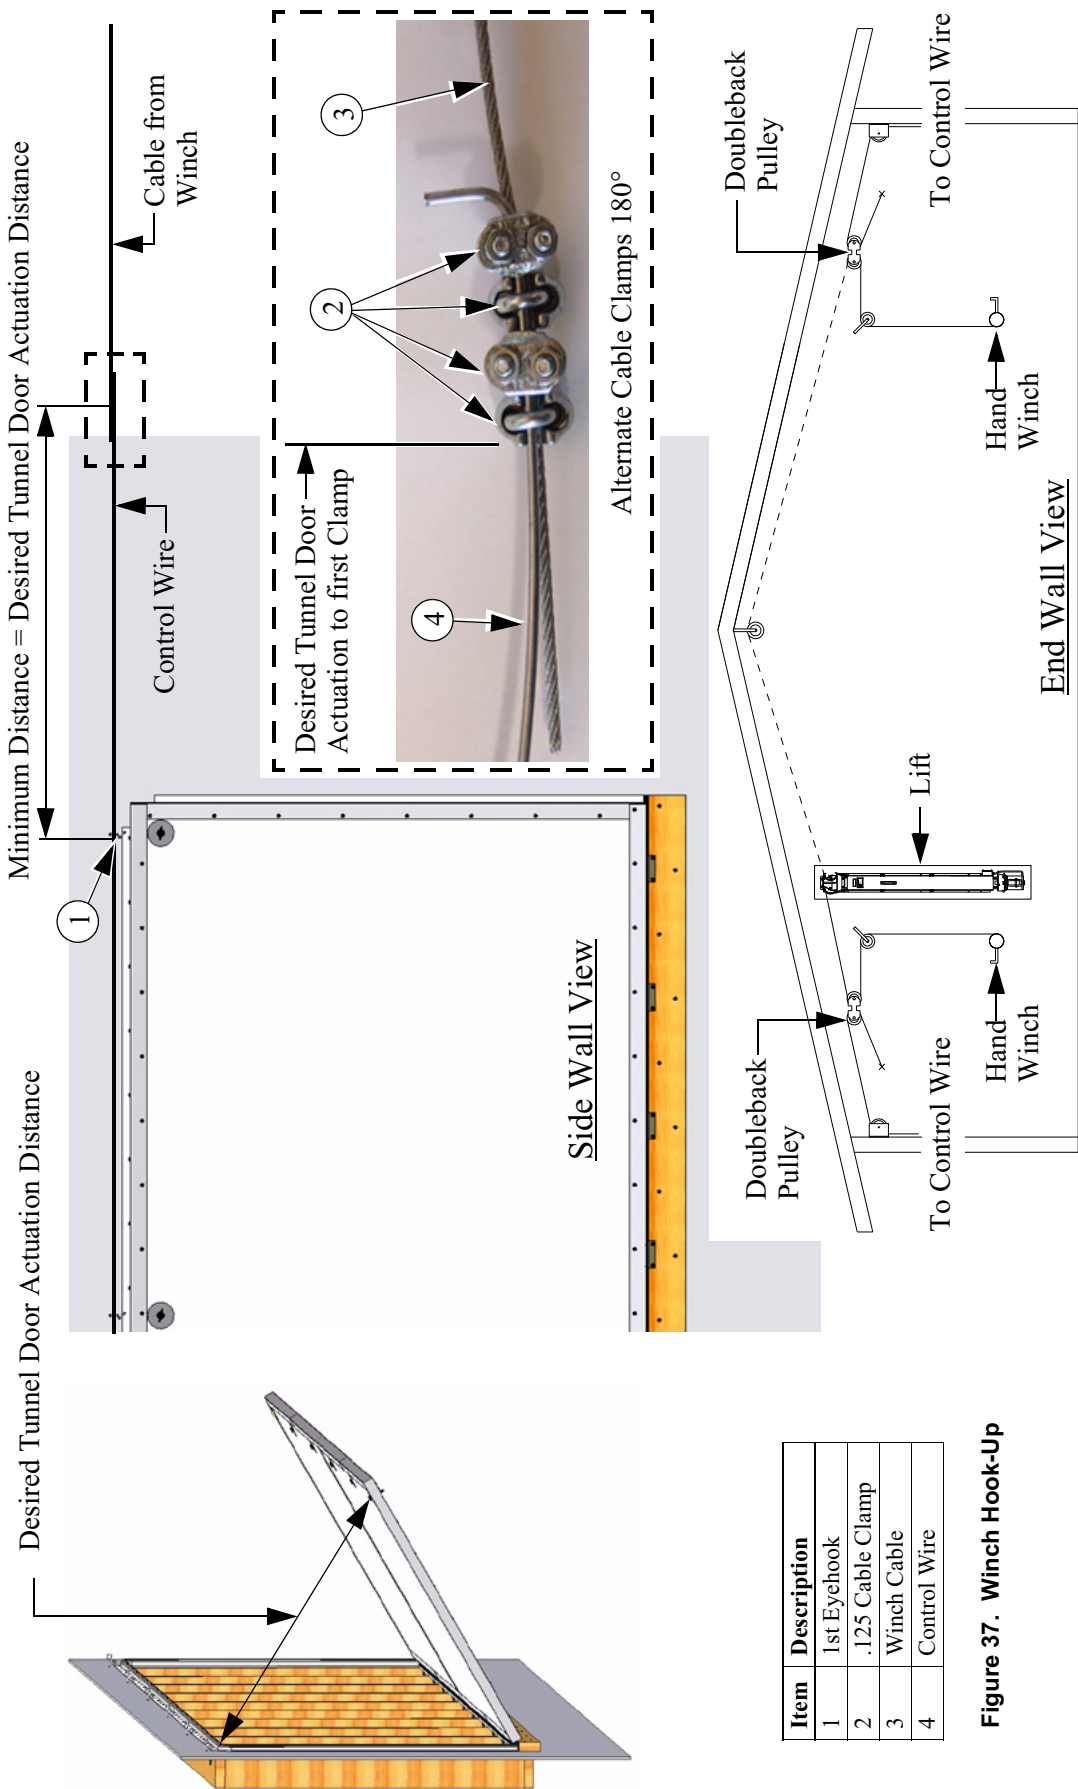 Desired Tunnel Door Actuation Distance
Minimum Distance = Desired Tunnel Door Actuation Distance
1
Control Wire
Cable from
Winch
Side Wall View
Desired Tunnel Door
Actuation to first Clamp
4
2
3
Alternate Cable Clamps 180°
Doubleback
Pulley
To Control Wire
Hand
Winch
Lift
Hand
Winch
Doubleback
Pulley
To Control Wire
End Wall View
Item Description
1 1st Eyehook
2 .125 Cable Clamp
3 Winch Cable
4 Control Wire
Figure 37. Winch Hook-Up